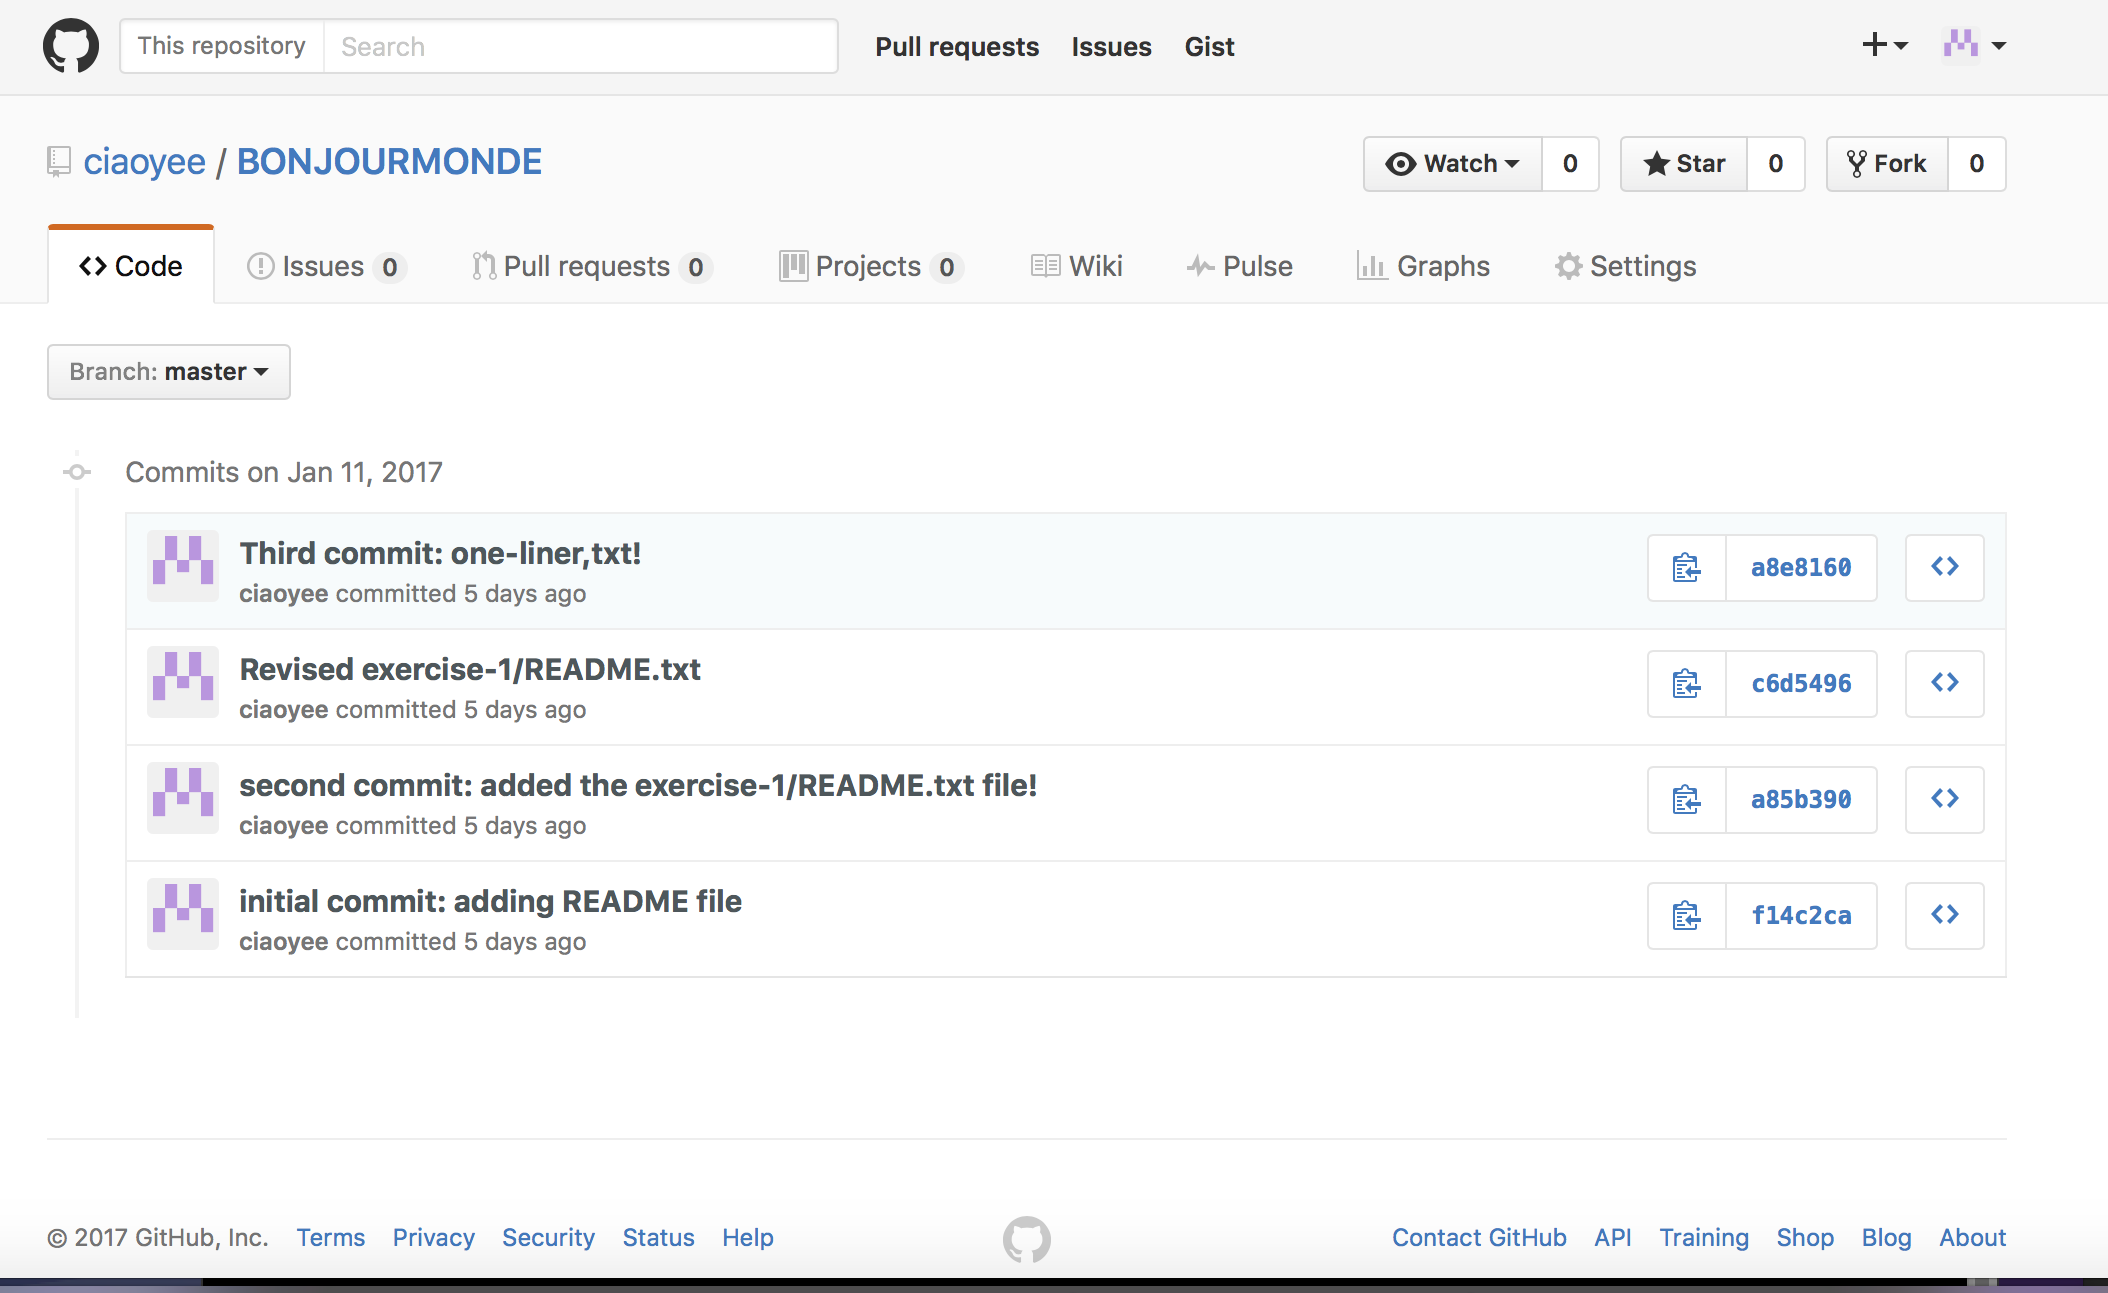 This repository Search Pull requests Issues Gist
ciaoyee / BONJOURMONDE Watch 0 Star 0 Fork 0
Code Issues 0 Pull requests 0 Projects 0 Wiki Pulse Graphs Settings
Branch: master
Commits on Jan 11, 2017
Third commit: one-liner,txt!
ciaoyee committed 5 days ago
a8e8160
Revised exercise-1/README.txt
ciaoyee committed 5 days ago
c6d5496
second commit: added the exercise-1/README.txt file!
ciaoyee committed 5 days ago
a85b390
initial commit: adding README file
ciaoyee committed 5 days ago
f14c2ca
© 2017 GitHub, Inc. Terms Privacy Security Status Help Contact GitHub API Training Shop Blog About